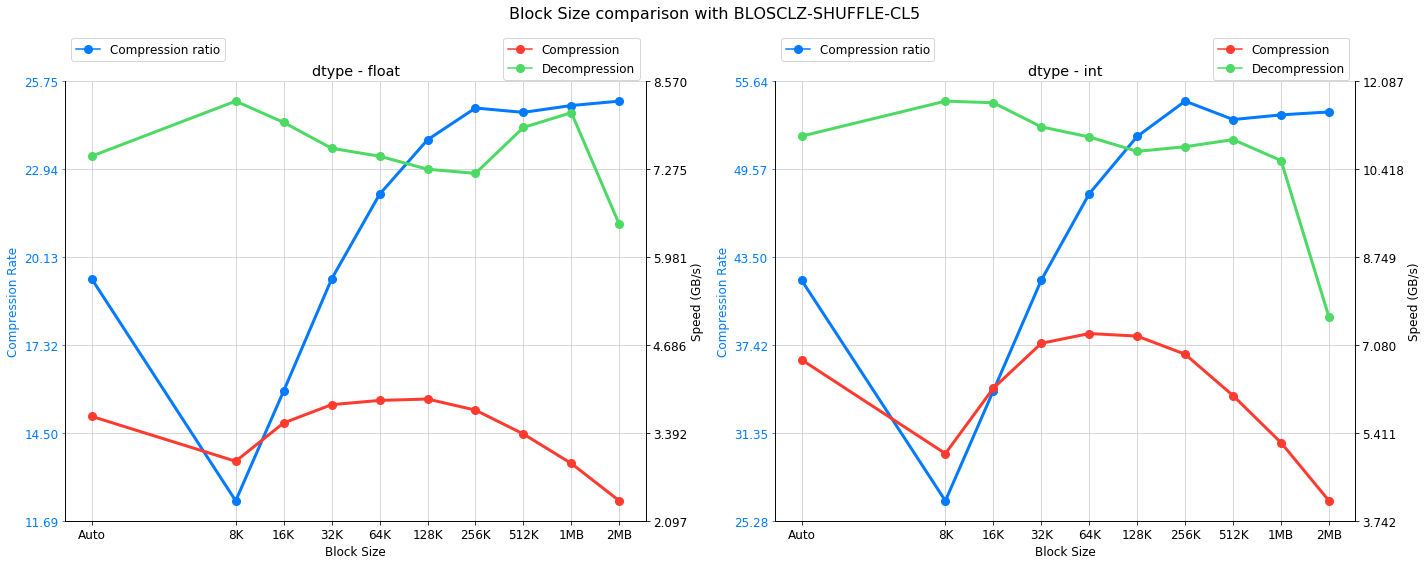 Block Size comparison with BLOSCLZ-SHUFFLE-CL5
Compression ratio
Compression
Decompression
dtype - float
25.75
22.94
20.13
17.32
14.50
11.69
Compression Rate
8.570
7.275
5.981
4.686
3.392
2.097
Speed (GB/s)
Auto 8K 16K 32K 64K 128K 256K 512K 1MB 2MB
Block Size
Compression ratio
Compression
Decompression
dtype - int
55.64
49.57
43.50
37.42
31.35
25.28
Compression Rate
12.087
10.418
8.749
7.080
5.411
3.742
Speed (GB/s)
Auto 8K 16K 32K 64K 128K 256K 512K 1MB 2MB
Block Size